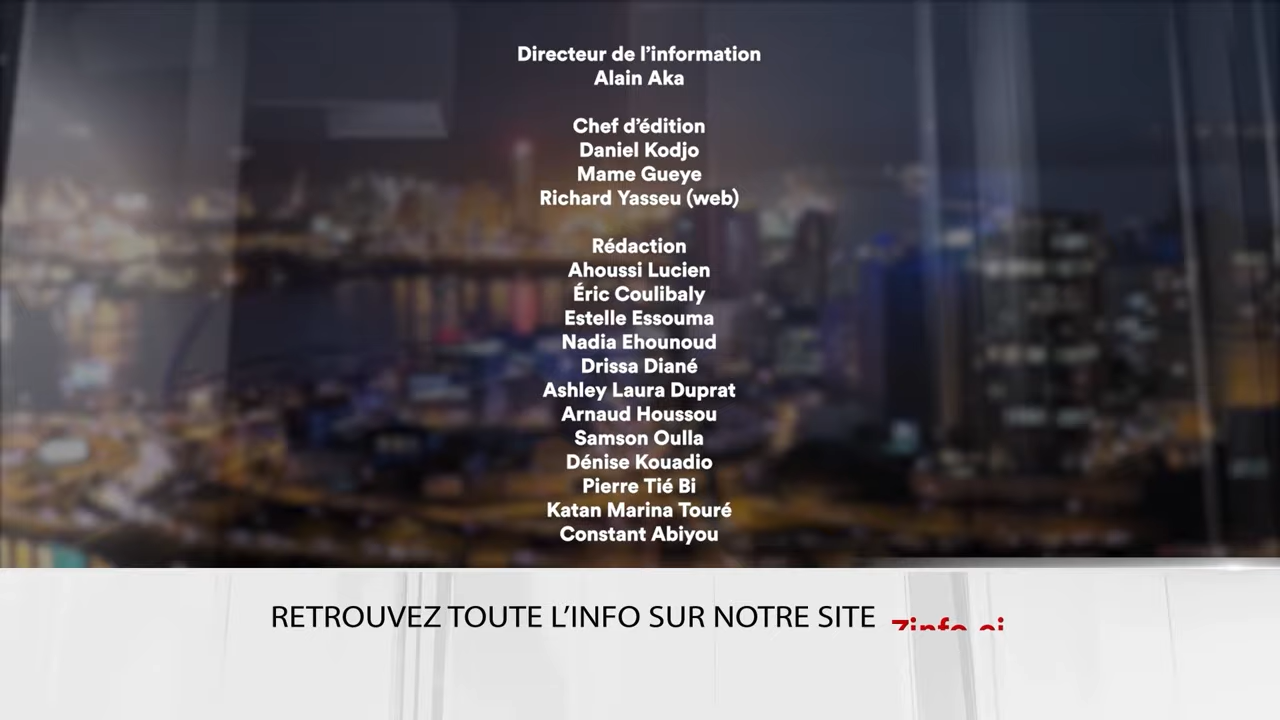 Directeur de l’information
Alain Aka
Chef d’édition
Daniel Kodjo
Mame Gueye
Richard Yasseu (web)
Rédaction
Ahoussi Lucien
Éric Coulibaly
Estelle Essouma
Nadia Ehounoud
Drissa Diané
Ashley Laura Duprat
Arnaud Houssou
Samson Oulla
Dénise Kouadio
Pierre Tié Bi
Katan Marina Touré
Constant Abiyou
RETROUVEZ TOUTE L’INFO SUR NOTRE SITE